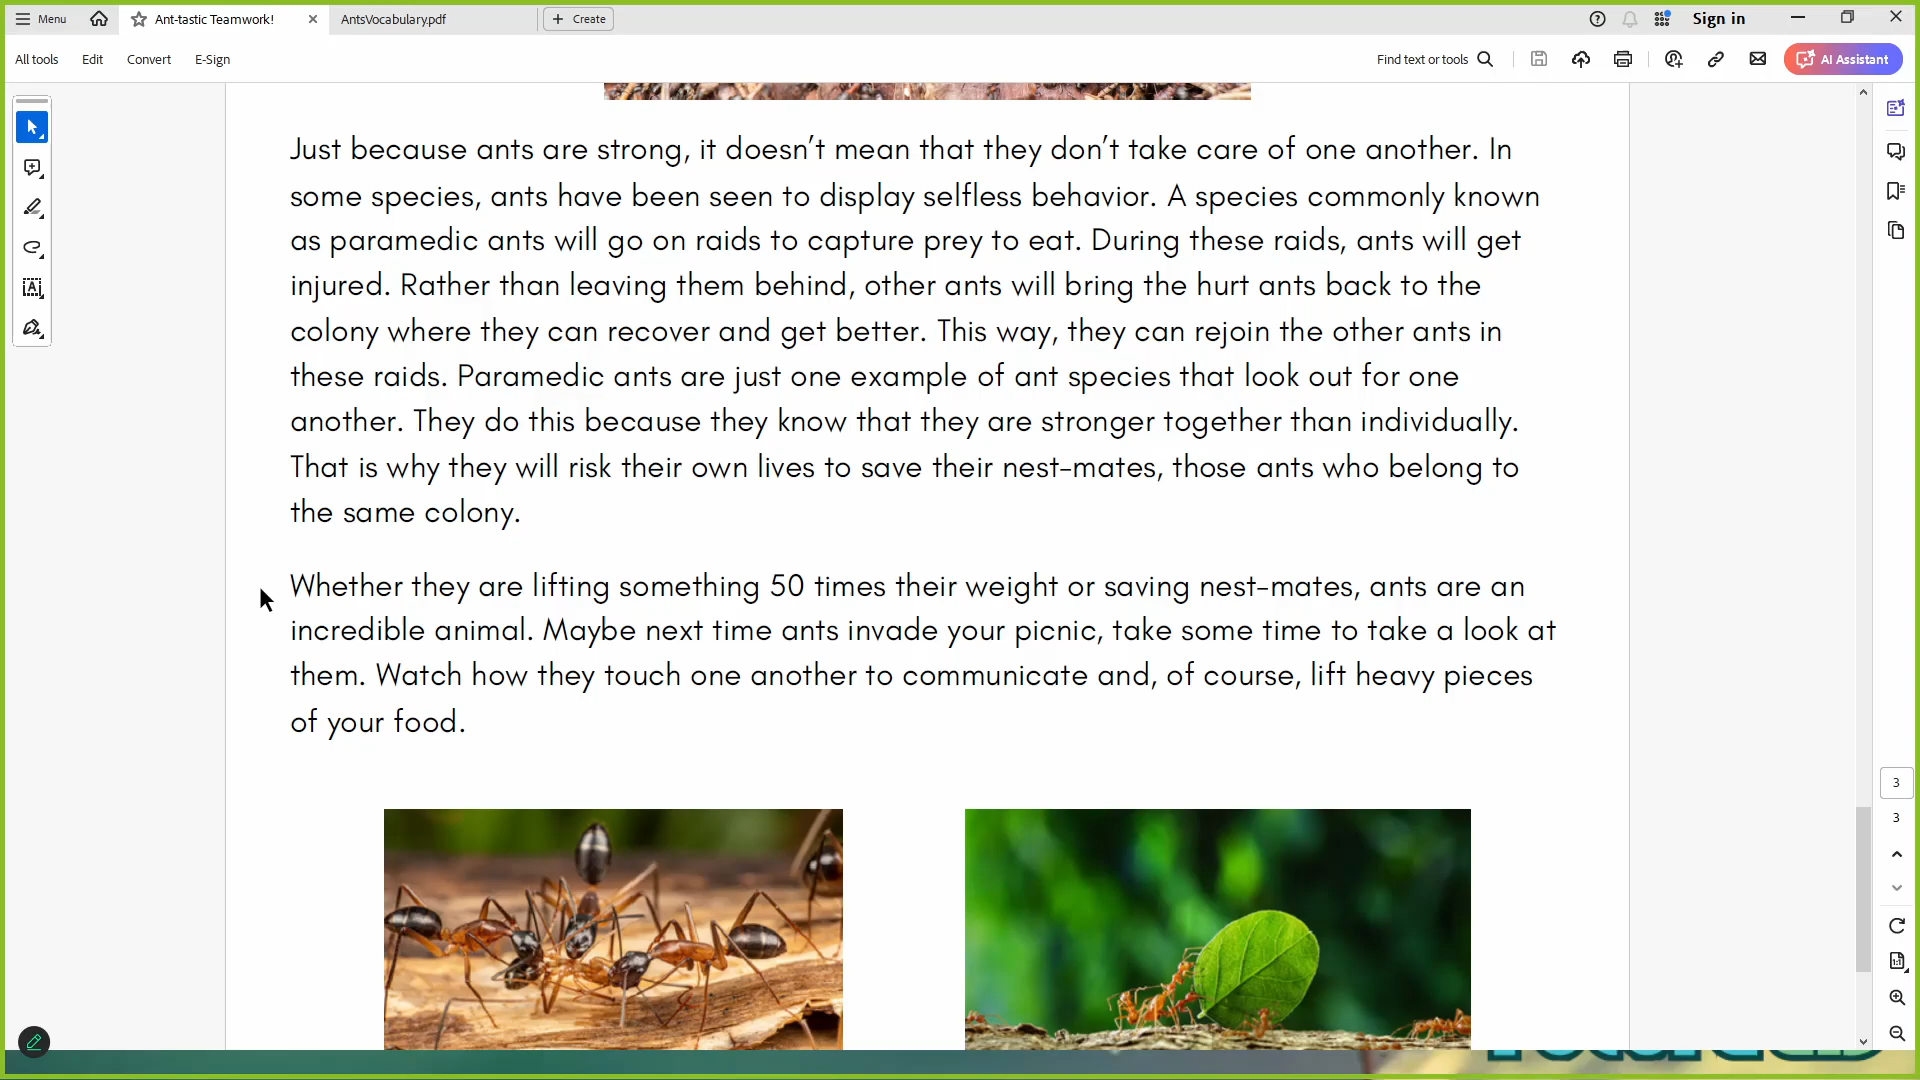 Menu
Ant-tastic Teamwork!
AntsVocabulary.pdf
Create
Sign in
All tools
Edit
Convert
E-Sign
Find text or tools
AI Assistant
Just because ants are strong, it doesn’t mean that they don’t take care of one another. In
some species, ants have been seen to display selfless behavior. A species commonly known
as paramedic ants will go on raids to capture prey to eat. During these raids, ants will get
injured. Rather than leaving them behind, other ants will bring the hurt ants back to the
colony where they can recover and get better. This way, they can rejoin the other ants in
these raids. Paramedic ants are just one example of ant species that look out for one
another. They do this because they know that they are stronger together than individually.
That is why they will risk their own lives to save their nest-mates, those ants who belong to
the same colony.
Whether they are lifting something 50 times their weight or saving nest-mates, ants are an
incredible animal. Maybe next time ants invade your picnic, take some time to take a look at
them. Watch how they touch one another to communicate and, of course, lift heavy pieces
of your food.
3
3
1:1